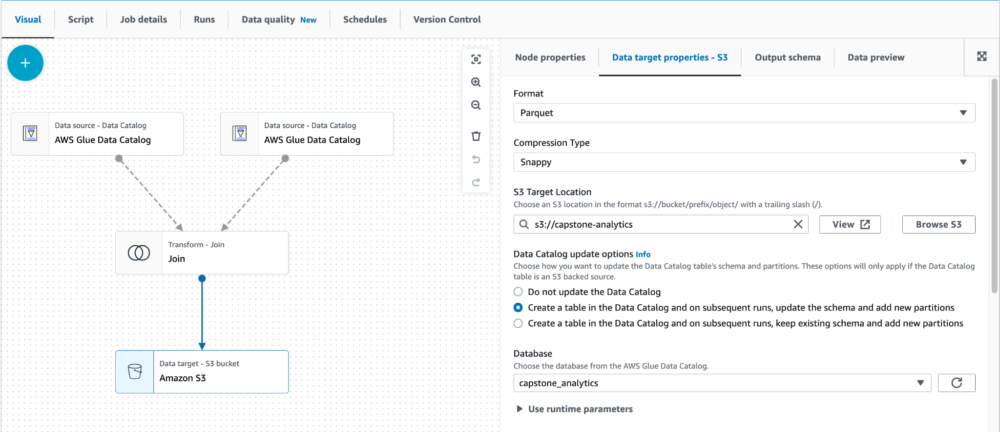 Visual
Script
Job details
Runs
Data quality New
Schedules
Version Control
Data source - Data Catalog
AWS Glue Data Catalog
Data source - Data Catalog
AWS Glue Data Catalog
Transform - Join
Join
Data target - S3 bucket
Amazon S3
Node properties
Data target properties - S3
Output schema
Data preview
Format
Parquet
Compression Type
Snappy
S3 Target Location
Choose an S3 location in the format s3://bucket/prefix/object/ with a trailing slash (/).
s3://capstone-analytics
View
Browse S3
Data Catalog update options Info
Choose how you want to update the Data Catalog table's schema and partitions. These options will only apply if the Data Catalog
table is an S3 backed source.
Do not update the Data Catalog
Create a table in the Data Catalog and on subsequent runs, update the schema and add new partitions
Create a table in the Data Catalog and on subsequent runs, keep existing schema and add new partitions
Database
Choose the database from the AWS Glue Data Catalog.
capstone_analytics
Use runtime parameters